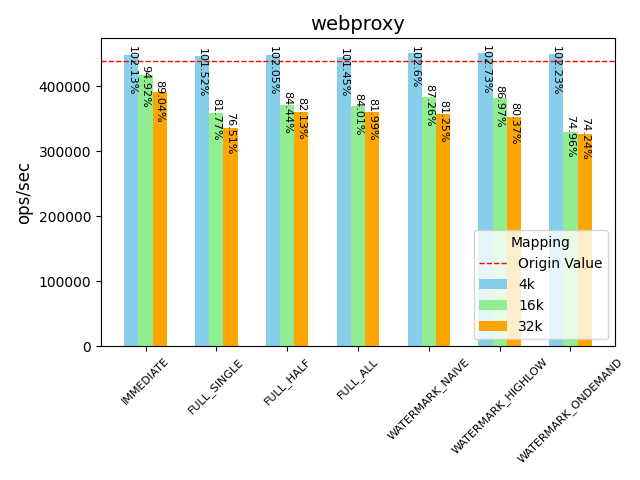 webproxy
ops/sec
400000
300000
200000
100000
0
102.13%
94.92%
89.04%
101.52%
81.77%
76.51%
102.05%
84.44%
82.13%
101.45%
84.01%
81.99%
102.6%
87.26%
81.25%
102.73%
86.97%
80.37%
102.23%
74.96%
74.24%
Mapping
Origin Value
4k
16k
32k
IMMEDIATE
FULL_SINGLE
FULL_HALF
FULL_ALL
WATERMARK_NAIVE
WATERMARK_HIGHLOW
WATERMARK_ONDEMAND